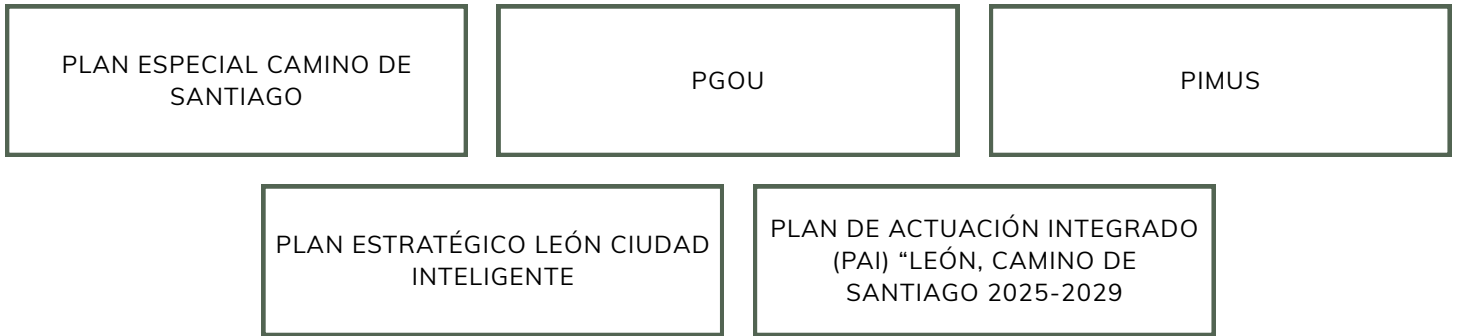 PLAN ESPECIAL CAMINO DE
SANTIAGO
PGOU
PIMUS
PLAN ESTRATÉGICO LEÓN CIUDAD
INTELIGENTE
PLAN DE ACTUACIÓN INTEGRADO
(PAI) “LEÓN, CAMINO DE
SANTIAGO 2025-2029